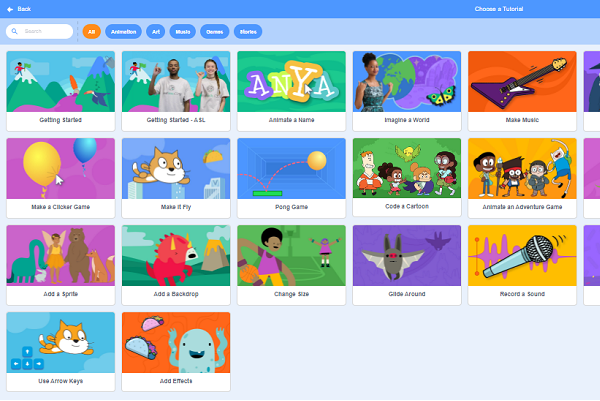 Back
Choose a Tutorial
Search
All
Animation
Art
Music
Games
Stories
ANYA
Getting Started
Getting Started - ASL
Animate a Name
Imagine a World
Make Music
Make a Clicker Game
Make It Fly
Pong Game
Code a Cartoon
Animate an Adventure Game
Add a Sprite
Add a Backdrop
Change Size
Glide Around
Record a Sound
Use Arrow Keys
Add Effects